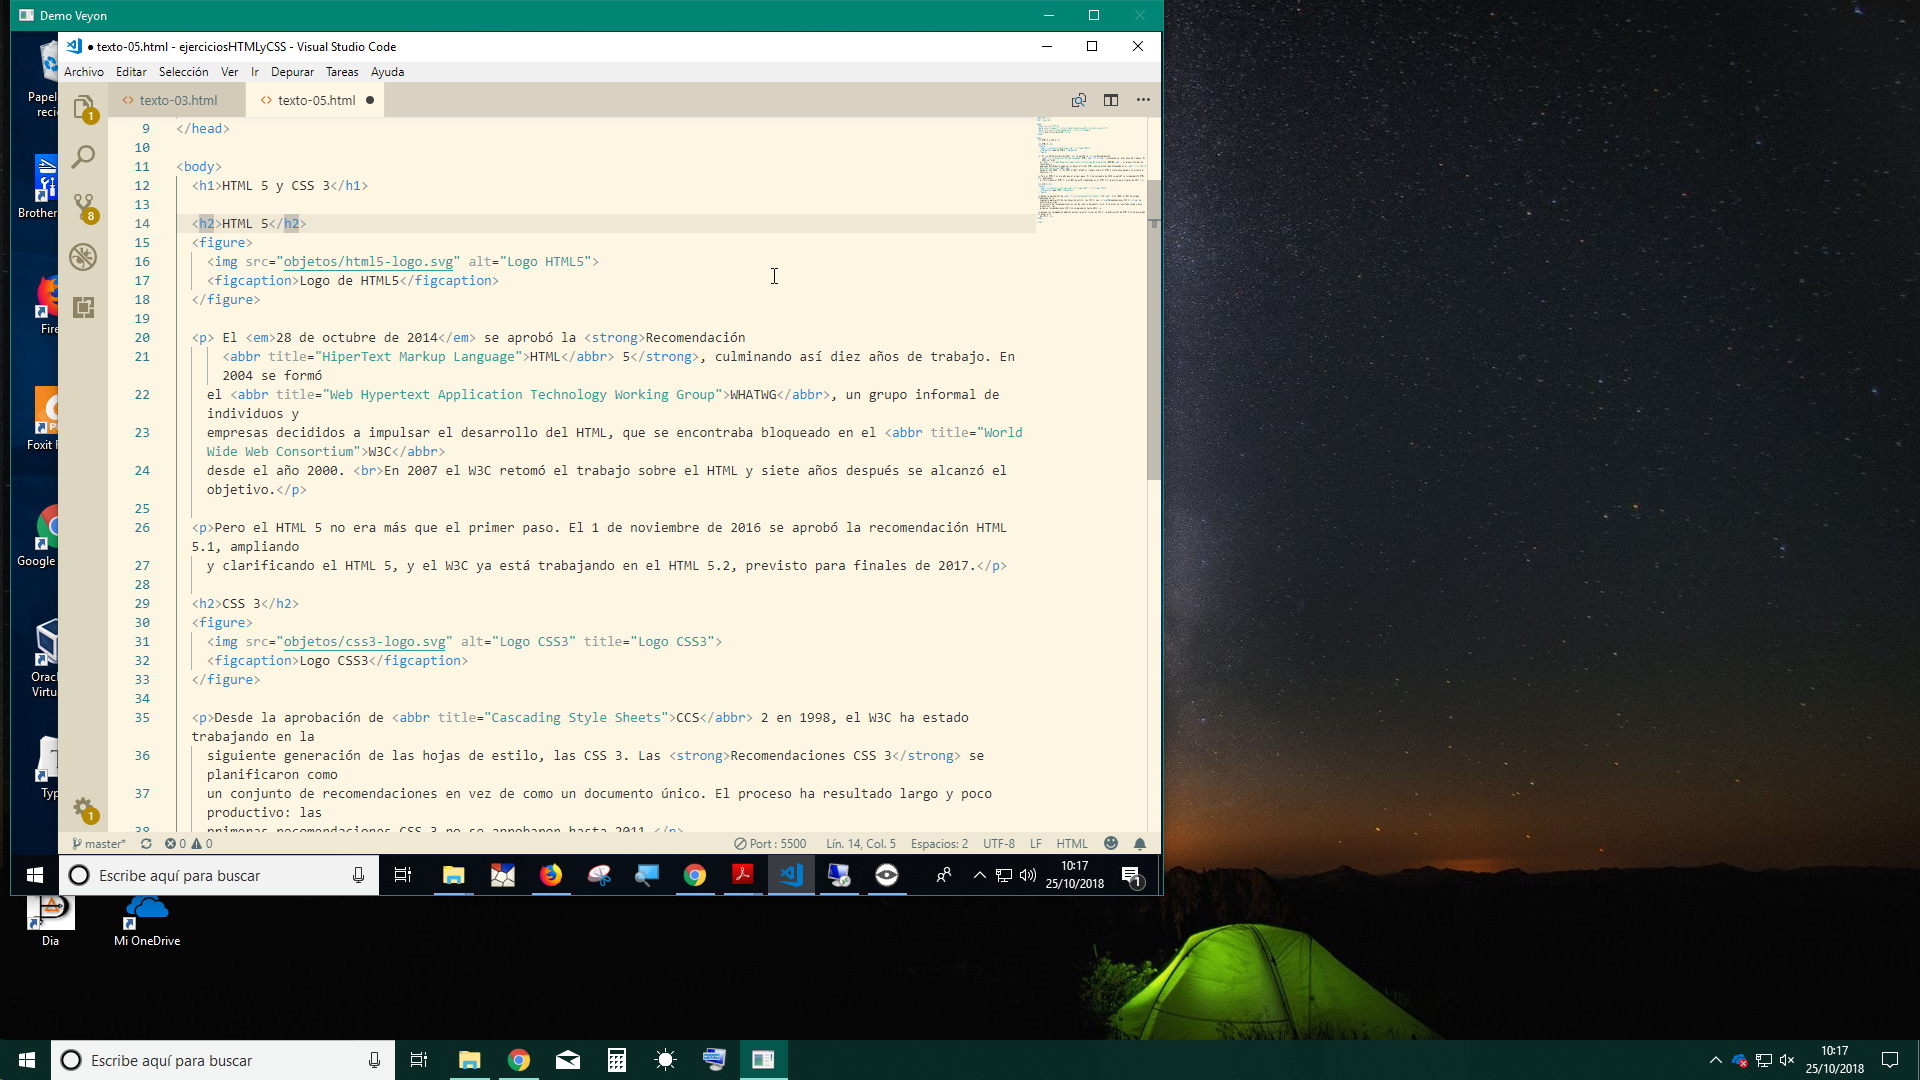 Demo Veyon
● texto-05.html - ejerciciosHTMLyCSS - Visual Studio Code
Archivo Editar Selección Ver Ir Depurar Tareas Ayuda
<> texto-03.html
<> texto-05.html ●
9 </head>
10
11 <body>
12 <h1>HTML 5 y CSS 3</h1>
13
14 <h2>HTML 5</h2>
15 <figure>
16 <img src="objetos/html5-logo.svg" alt="Logo HTML5">
17 <figcaption>Logo de HTML5</figcaption>
18 </figure>
19
20 <p> El <em>28 de octubre de 2014</em> se aprobó la <strong>Recomendación
21 <abbr title="HiperText Markup Language">HTML</abbr> 5</strong>, culminando así diez años de trabajo. En
2004 se formó
22 el <abbr title="Web Hypertext Application Technology Working Group">WHATWG</abbr>, un grupo informal de
individuos y
23 empresas decididos a impulsar el desarrollo del HTML, que se encontraba bloqueado en el <abbr title="World
Wide Web Consortium">W3C</abbr>
24 desde el año 2000. <br>En 2007 el W3C retomó el trabajo sobre el HTML y siete años después se alcanzó el
objetivo.</p>
25
26 <p>Pero el HTML 5 no era más que el primer paso. El 1 de noviembre de 2016 se aprobó la recomendación HTML
5.1, ampliando
27 y clarificando el HTML 5, y el W3C ya está trabajando en el HTML 5.2, previsto para finales de 2017.</p>
28
29 <h2>CSS 3</h2>
30 <figure>
31 <img src="objetos/css3-logo.svg" alt="Logo CSS3" title="Logo CSS3">
32 <figcaption>Logo CSS3</figcaption>
33 </figure>
34
35 <p>Desde la aprobación de <abbr title="Cascading Style Sheets">CCS</abbr> 2 en 1998, el W3C ha estado
trabajando en la
36 siguiente generación de las hojas de estilo, las CSS 3. Las <strong>Recomendaciones CSS 3</strong> se
planificaron como
37 un conjunto de recomendaciones en vez de como un documento único. El proceso ha resultado largo y poco
productivo: las
38 primeras recomendaciones CSS 3 no se aprobaron hasta 2011.</p>
1
8
1
master* 0 0
Port : 5500 Lín. 14, Col. 5 Espacios: 2 UTF-8 LF HTML
Papel
reci
Brother
Fire
Foxit
Google
Orac
Virtu
Typ
Escribe aquí para buscar
10:17
25/10/2018
1
Dia
Mi OneDrive
Escribe aquí para buscar
10:17
25/10/2018